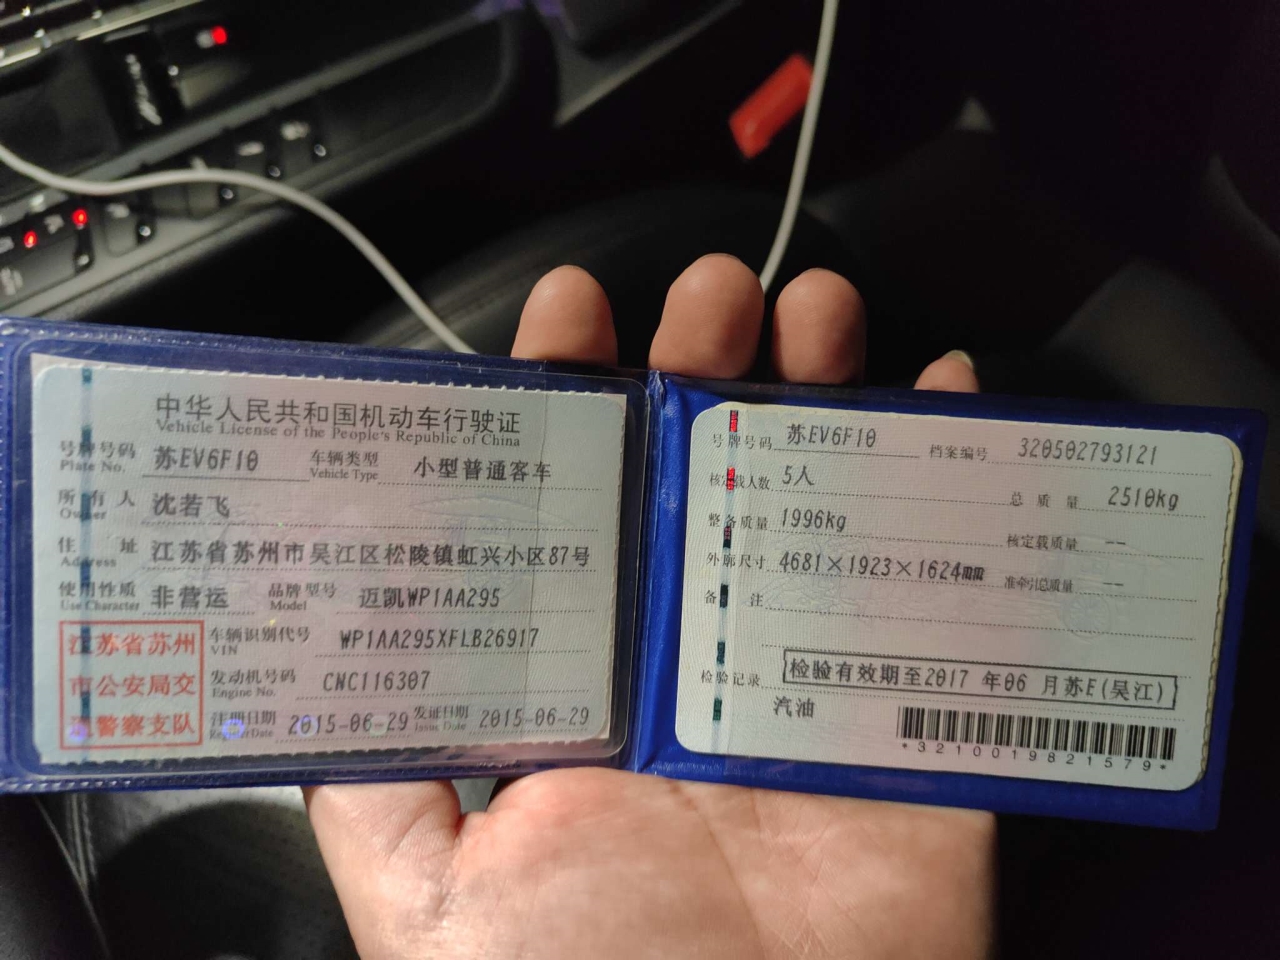 中华人民共和国机动车行驶证
Vehicle License of the People's Republic of China
号牌号码 苏EV6F10 车辆类型 小型普通客车
Plate No. Vehicle Type
所有人 沈若飞
Owner
住址 江苏省苏州市吴江区松陵镇虹兴小区87号
Address
使用性质 非营运 品牌型号 迈凯WP1AA295
Use Character Model
江苏省苏州
市公安局交
通警察支队
车辆识别代号 WP1AA295XFLB26917
VIN
发动机号码 CNC116307
Engine No.
注册日期 2015-06-29 发证日期 2015-06-29
Register Date Issue Date
号牌号码 苏EV6F10 档案编号 320502793121
核定载人数 5人 总质量 2510kg
整备质量 1996kg 核定载质量 --
外廓尺寸 4681×1923×1624mm 准牵引总质量 --
备注
检验记录 检验有效期至2017年06月苏E(吴江)
汽油
*3210019821579*